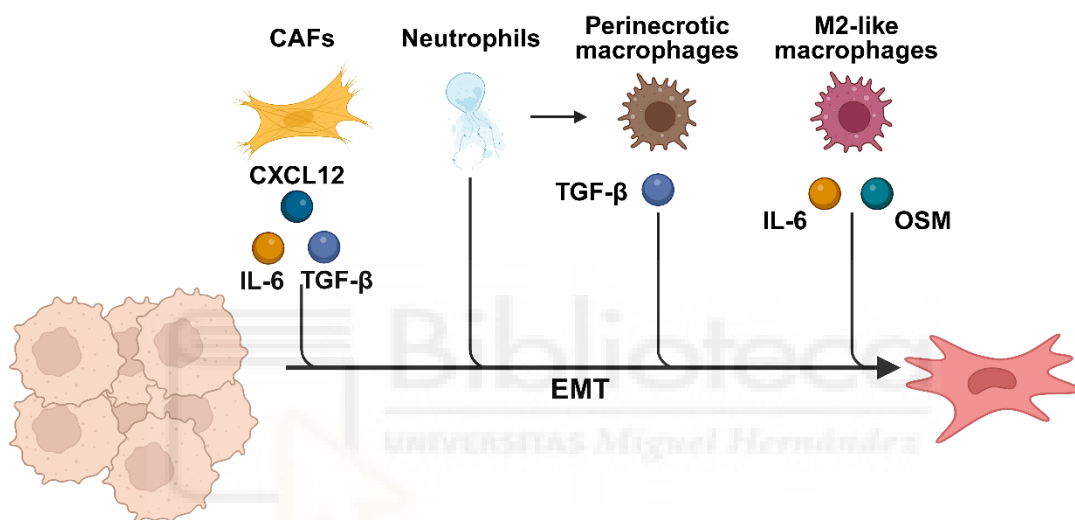 CAFs
Neutrophils
Perinecrotic
macrophages
M2-like
macrophages
CXCL12
IL-6 TGF-β
TGF-β
IL-6
OSM
EMT
Biblioteca
UNIVERSITAS Miguel Hernández